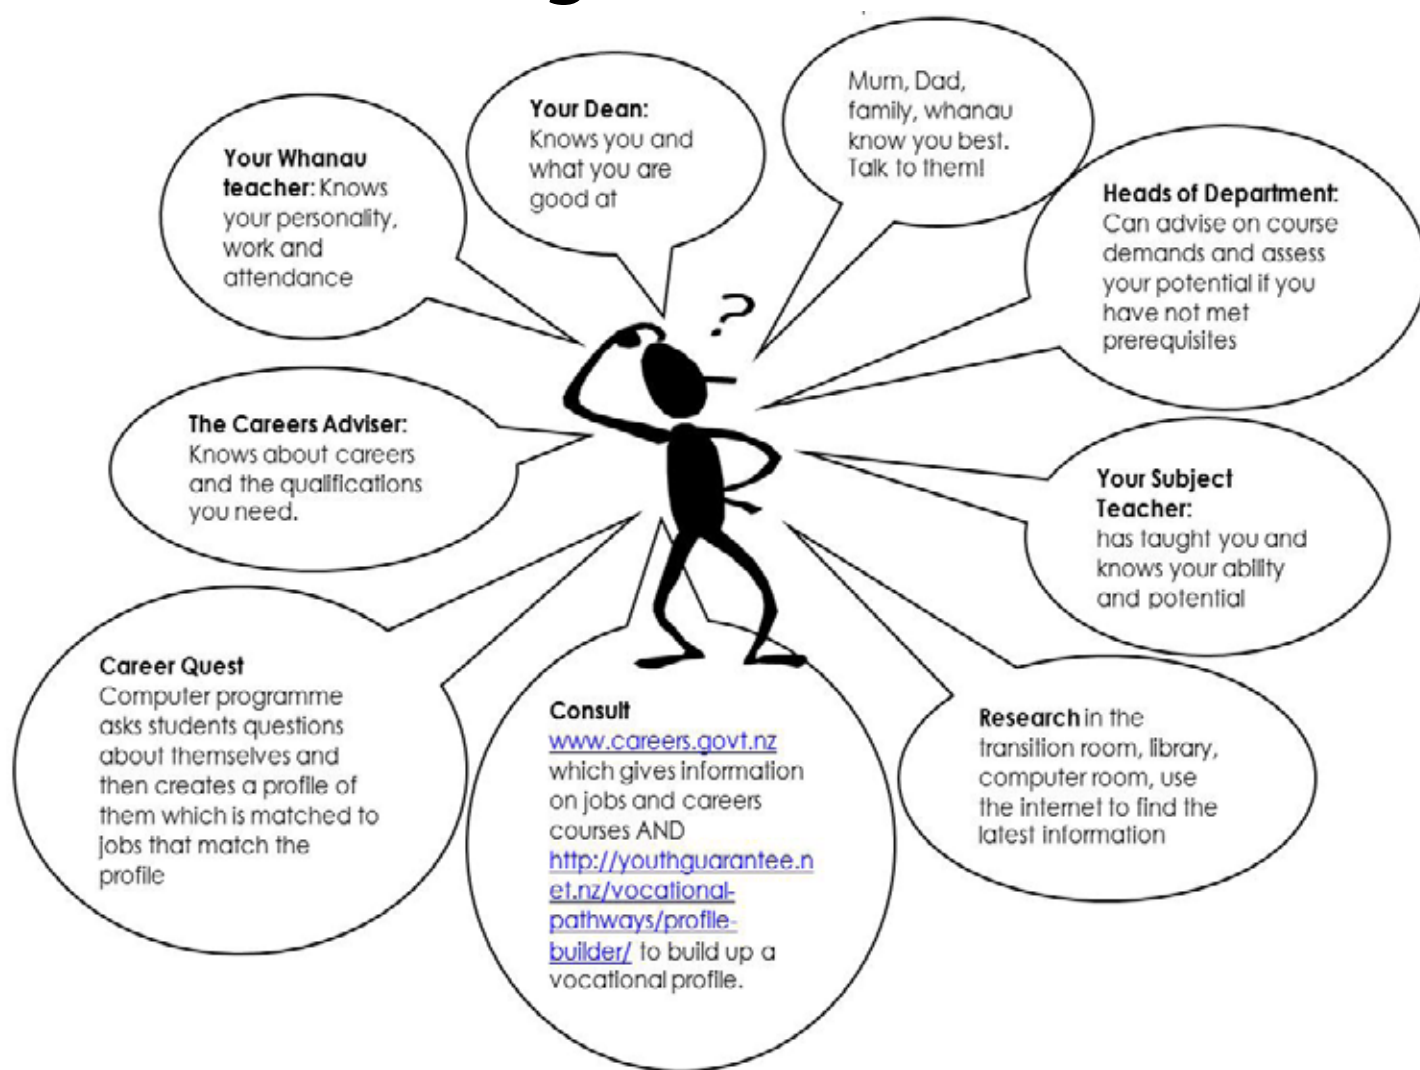 Your Whanau
teacher: Knows
your personality,
work and
attendance
Your Dean:
Knows you and
what you are
good at
Mum, Dad,
family, whanau
know you best.
Talk to them!
Heads of Department:
Can advise on course
demands and assess
your potential if you
have not met
prerequisites
?
The Careers Adviser:
Knows about careers
and the qualifications
you need.
Your Subject
Teacher:
has taught you and
knows your ability
and potential
Career Quest
Computer programme
asks students questions
about themselves and
then creates a profile of
them which is matched to
jobs that match the
profile
Consult
www.careers.govt.nz
which gives information
on jobs and careers
courses AND
http://youthguarantee.n
et.nz/vocational-
pathways/profile-
builder/ to build up a
vocational profile.
Research in the
transition room, library,
computer room, use
the internet to find the
latest information